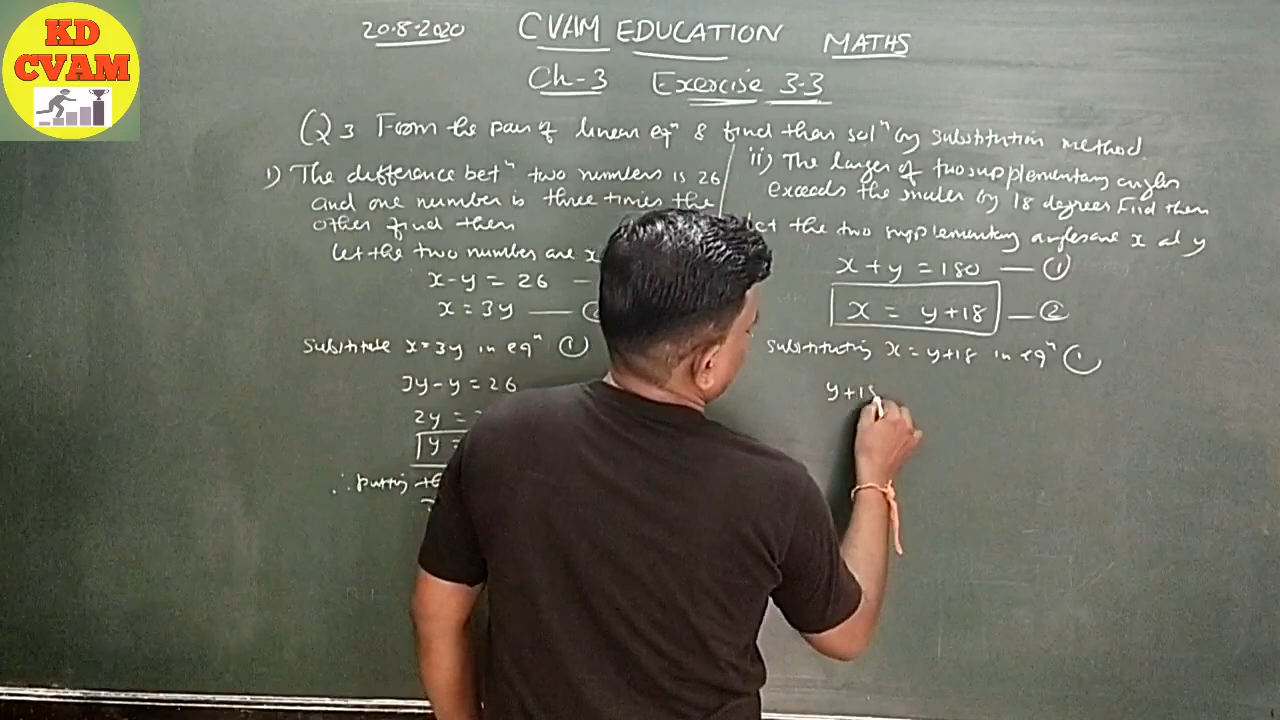 KD
CVAM
20.8.2020 CVAM EDUCATION MATHS
Ch-3 Exercise 3.3
Q3 From the pair of linear eqⁿ & find their solⁿ by substitution method
1) The difference betⁿ two numbers is 26
and one number is three times the
other find them
let the two number are x
x-y = 26 —
x = 3y ——
Substitute x=3y in eqⁿ ①
3y-y = 26
2y =
y =
∴ putting
ii) The larger of two supplementary angles
exceeds the smaller by 18 degrees Find them
let the two supplementary angles are x ad y
x+y = 180 — ①
x = y+18 — ②
Substituting x = y+18 in eqⁿ ①
y+18